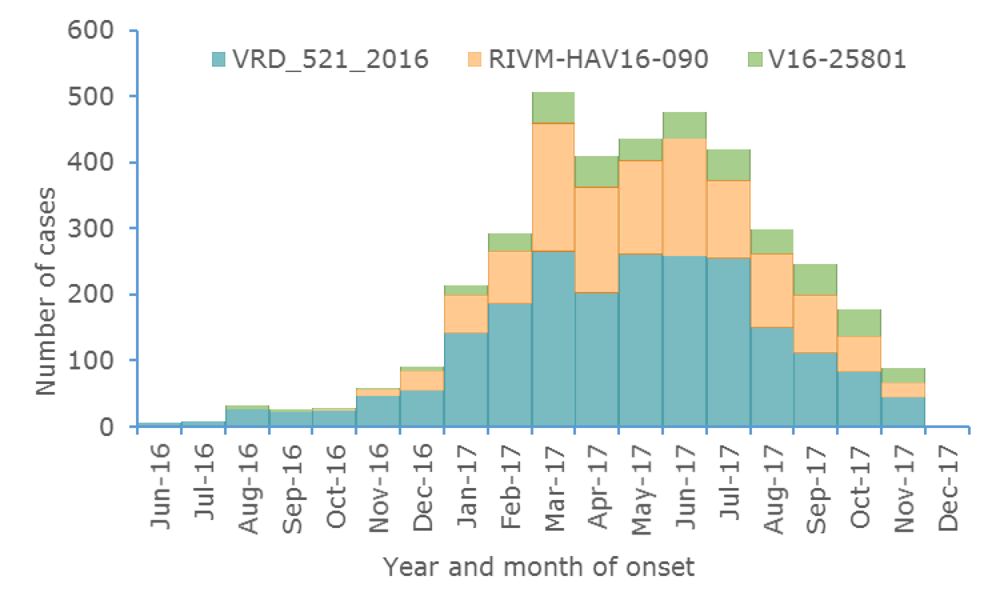 600
VRD_521_2016 RIVM-HAV16-090 V16-25801
500
400
300
200
100
0
Number of cases
Jun-16
Jul-16
Aug-16
Sep-16
Oct-16
Nov-16
Dec-16
Jan-17
Feb-17
Mar-17
Apr-17
May-17
Jun-17
Jul-17
Aug-17
Sep-17
Oct-17
Nov-17
Dec-17
Year and month of onset